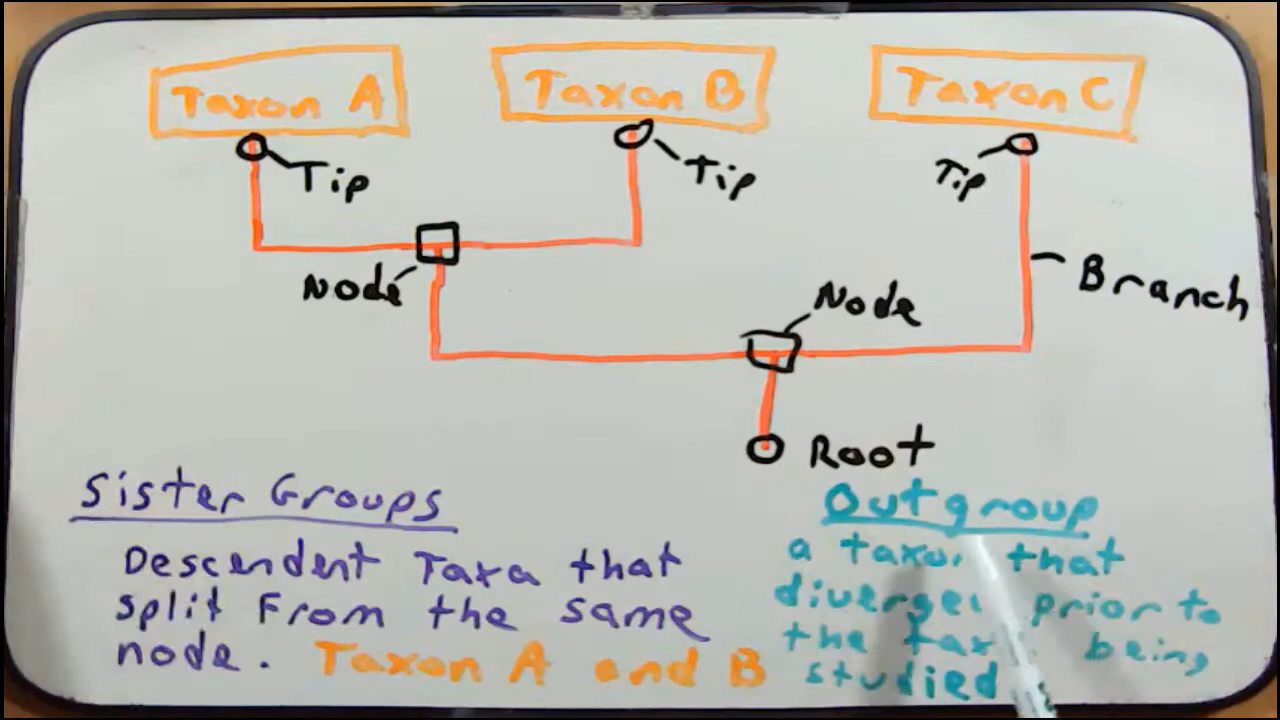 Taxon A
Taxon B
Taxon C
Tip
Tip
Tip
Node
Node
Branch
Root
Sister Groups
Descendent Taxa that
split From the same
node. Taxon A and B
Outgroup
a taxon that
prior to
the being
studied